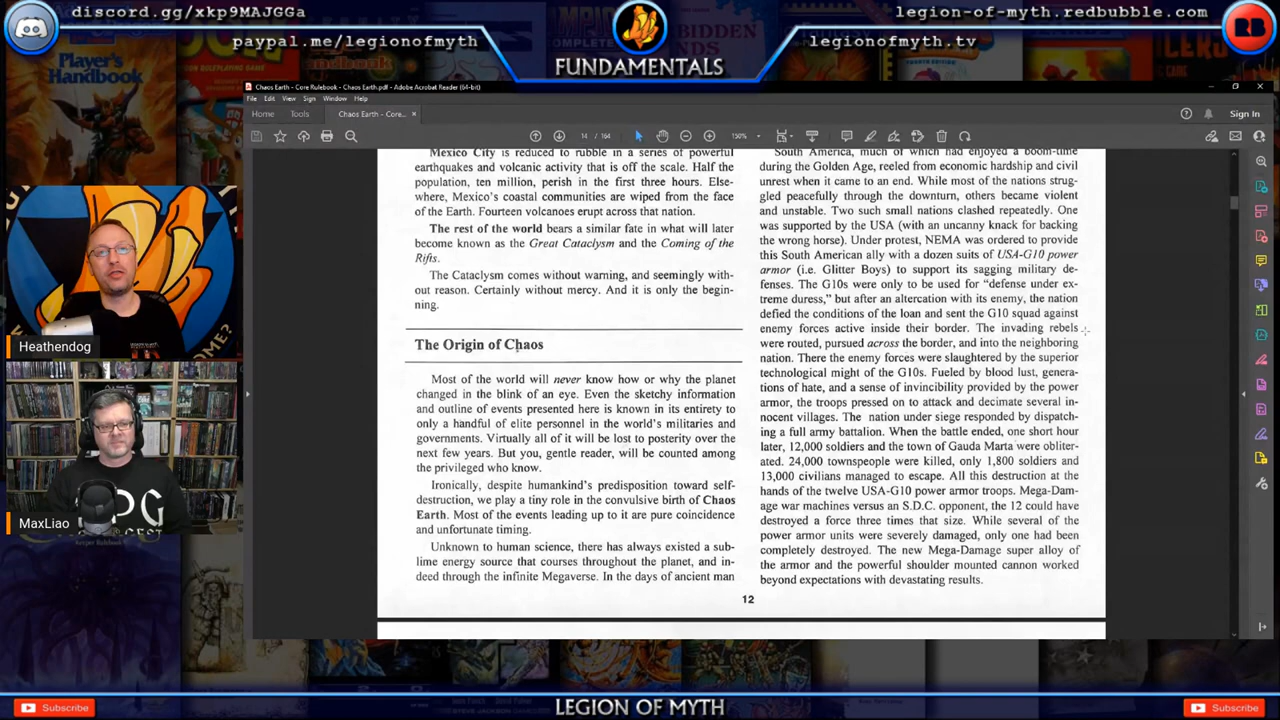 discord.gg/xkp9MAJGGa
paypal.me/legionofmyth
legion-of-myth.redbubble.com
legionofmyth.tv
RB
FUNDAMENTALS
Player's
Handbook
Chaos Earth - Core Rulebook - Chaos Earth.pdf - Adobe Acrobat Reader (64-bit)
File Edit View Sign Window Help
Home Tools Chaos Earth - Core... × Sign In
14 / 164 150%
Mexico City is reduced to rubble in a series of powerful
earthquakes and volcanic activity that is off the scale. Half the
population, ten million, perish in the first three hours. Else-
where, Mexico's coastal communities are wiped from the face
of the Earth. Fourteen volcanoes erupt across that nation.
The rest of the world bears a similar fate in what will later
become known as the Great Cataclysm and the Coming of the
Rifts.
The Cataclysm comes without warning, and seemingly with-
out reason. Certainly without mercy. And it is only the begin-
ning.
The Origin of Chaos
Most of the world will never know how or why the planet
changed in the blink of an eye. Even the sketchy information
and outline of events presented here is known in its entirety to
only a handful of elite personnel in the world's militaries and
governments. Virtually all of it will be lost to posterity over the
next few years. But you, gentle reader, will be counted among
the privileged who know.
Ironically, despite humankind's predisposition toward self-
destruction, we play a tiny role in the convulsive birth of Chaos
Earth. Most of the events leading up to it are pure coincidence
and unfortunate timing.
Unknown to human science, there has always existed a sub-
lime energy source that courses throughout the planet, and in-
deed through the infinite Megaverse. In the days of ancient man
South America, much of which had enjoyed a boom-time
during the Golden Age, reeled from economic hardship and civil
unrest when it came to an end. While most of the nations strug-
gled peacefully through the downturn, others became violent
and unstable. Two such small nations clashed repeatedly. One
was supported by the USA (with an uncanny knack for backing
the wrong horse). Under protest, NEMA was ordered to provide
this South American ally with a dozen suits of USA-G10 power
armor (i.e. Glitter Boys) to support its sagging military de-
fenses. The G10s were only to be used for "defense under ex-
treme duress," but after an altercation with its enemy, the nation
defied the conditions of the loan and sent the G10 squad against
enemy forces active inside their border. The invading rebels
were routed, pursued across the border, and into the neighboring
nation. There the enemy forces were slaughtered by the superior
technological might of the G10s. Fueled by blood lust, genera-
tions of hate, and a sense of invincibility provided by the power
armor, the troops pressed on to attack and decimate several in-
nocent villages. The nation under siege responded by dispatch-
ing a full army battalion. When the battle ended, one short hour
later, 12,000 soldiers and the town of Gauda Marta were obliter-
ated. 24,000 townspeople were killed, only 1,800 soldiers and
13,000 civilians managed to escape. All this destruction at the
hands of the twelve USA-G10 power armor troops. Mega-Dam-
age war machines versus an S.D.C. opponent, the 12 could have
destroyed a force three times that size. While several of the
power armor units were severely damaged, only one had been
completely destroyed. The new Mega-Damage super alloy of
the armor and the powerful shoulder mounted cannon worked
beyond expectations with devastating results.
12
Heathendog
MaxLiao
Subscribe
LEGION OF MYTH
Subscribe